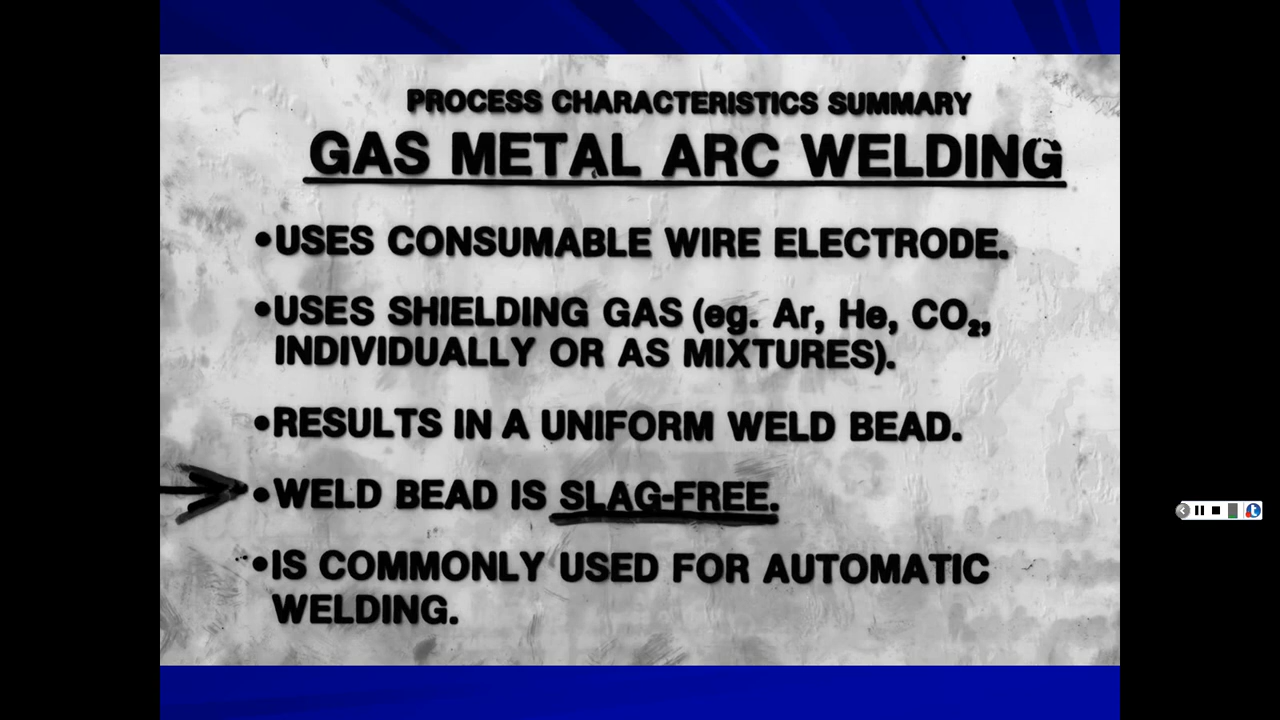 PROCESS CHARACTERISTICS SUMMARY
GAS METAL ARC WELDING
•USES CONSUMABLE WIRE ELECTRODE.
•USES SHIELDING GAS (eg. Ar, He, CO₂,
INDIVIDUALLY OR AS MIXTURES).
•RESULTS IN A UNIFORM WELD BEAD.
•WELD BEAD IS SLAG-FREE.
•IS COMMONLY USED FOR AUTOMATIC
WELDING.